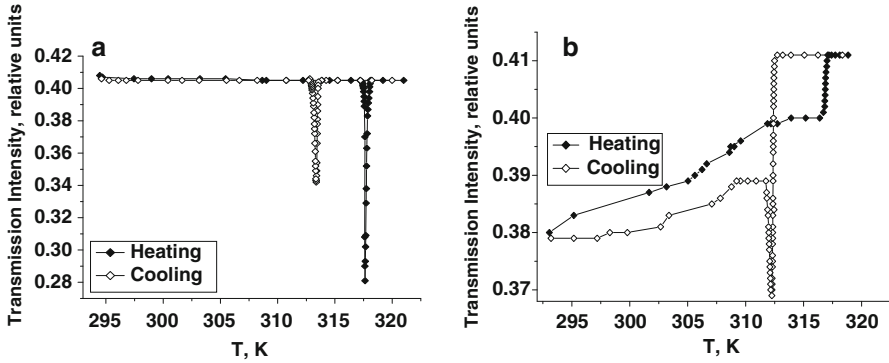 a
Transmission Intensity, relative units
0.42
0.40
0.38
0.36
0.34
0.32
0.30
0.28
Heating
Cooling
295 300 305 310 315 320
T, K
b
Transmission Intensity, relative units
0.41
0.40
0.39
0.38
0.37
Heating
Cooling
295 300 305 310 315 320
T, K